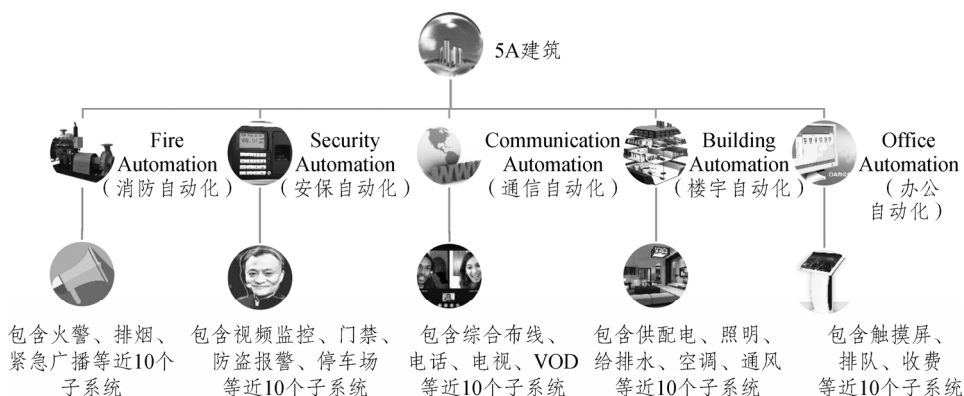 5A建筑
Fire
Automation
（消防自动化）
Security
Automation
（安保自动化）
Communication
Automation
（通信自动化）
Building
Automation
（楼宇自动化）
Office
Automation
（办公
自动化）
包含火警、排烟、
紧急广播等近10个
子系统
包含视频监控、门禁、
防盗报警、停车场
等近10个子系统
包含综合布线、
电话、电视、VOD
等近10个子系统
包含供配电、照明、
给排水、空调、通风
等近10个子系统
包含触摸屏、
排队、收费
等近10个子系统